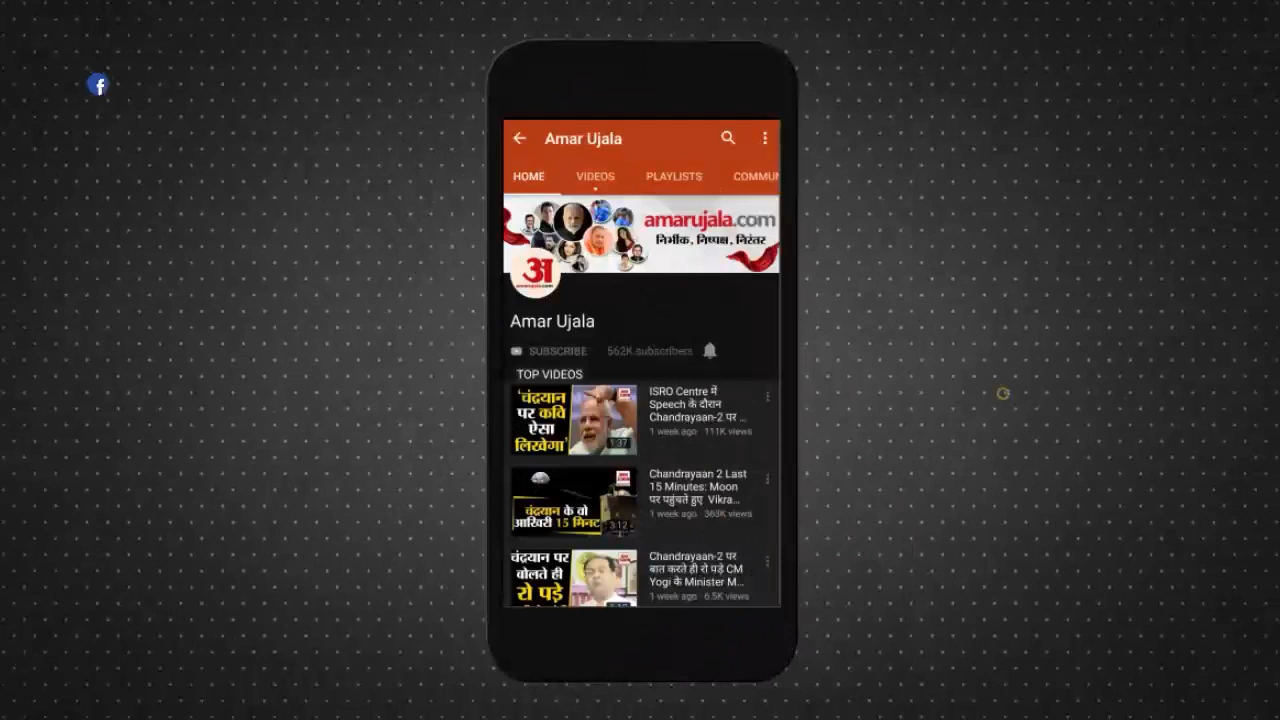 Amar Ujala
HOME VIDEOS PLAYLISTS COMMUN
amarujala.com
निर्भीक, निष्पक्ष, निरंतर
अ
amarujala.com
Amar Ujala
SUBSCRIBE 562K subscribers
TOP VIDEOS
'चंद्रयान
पर कवि
ऐसा
लिखेगा'
1:37
ISRO Centre में
Speech के दौरान
Chandrayaan-2 पर ...
1 week ago 111K views
चंद्रयान के वो
आखिरी 15 मिनट
3:12
Chandrayaan 2 Last
15 Minutes: Moon
पर पहुंचते हुए Vikra...
1 week ago 363K views
चंद्रयान पर
बोलते ही
रो पड़े
Chandrayaan-2 पर
बात करते ही रो पड़े CM
Yogi के Minister M...
1 week ago 6.5K views